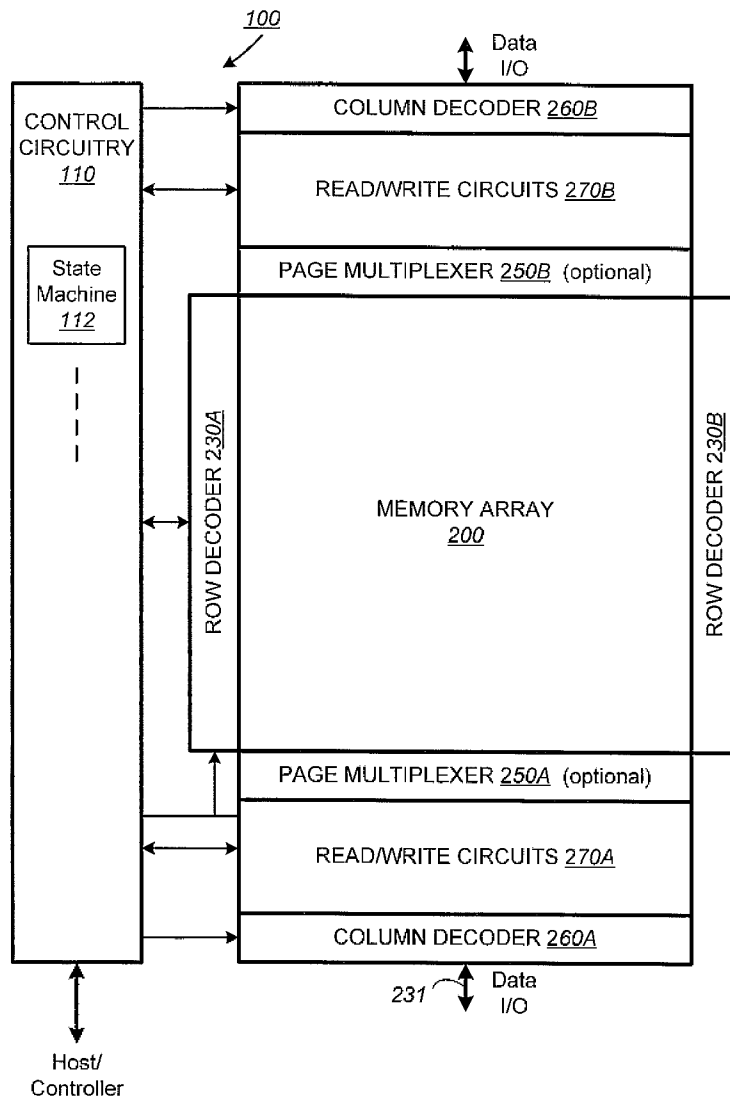 100
Data
I/O
CONTROL
CIRCUITRY
110
State
Machine
112
COLUMN DECODER 260B
READ/WRITE CIRCUITS 270B
PAGE MULTIPLEXER 250B (optional)
ROW DECODER 230A
MEMORY ARRAY
200
ROW DECODER 230B
PAGE MULTIPLEXER 250A (optional)
READ/WRITE CIRCUITS 270A
COLUMN DECODER 260A
231
Data
I/O
Host/
Controller